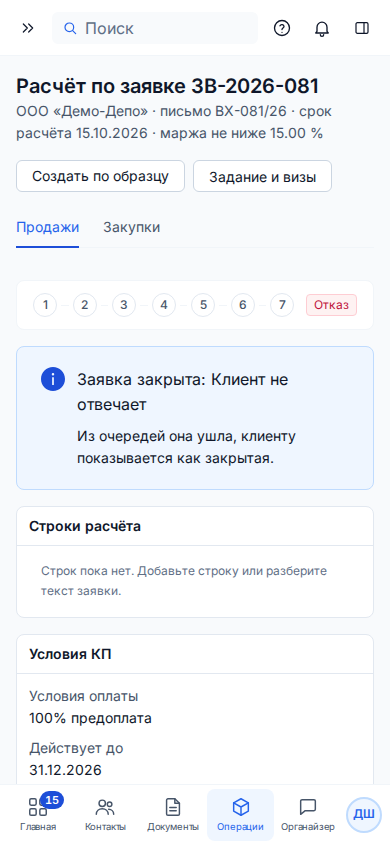 Поиск
Расчёт по заявке ЗВ-2026-081
ООО «Демо-Депо» · письмо ВХ-081/26 · срок
расчёта 15.10.2026 · маржа не ниже 15.00 %
Создать по образцу
Задание и визы
Продажи
Закупки
1 2 3 4 5 6 7 Отказ
Заявка закрыта: Клиент не
отвечает
Из очередей она ушла, клиенту
показывается как закрытая.
Строки расчёта
Строк пока нет. Добавьте строку или разберите
текст заявки.
Условия КП
Условия оплаты
100% предоплата
Действует до
31.12.2026
15
Главная
Контакты
Документы
Операции
Органайзер
ДШ